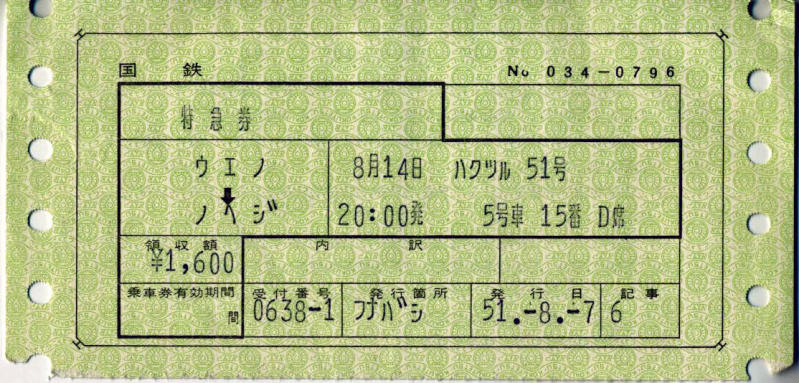 国鉄 No 034-0796
特急券
ウエノ 8月14日 ハクツル 51号
ノヘジ 20:00発 5号車 15番 D席
領収額 内訳
¥1,600
乗車券有効期間 受付番号 発行箇所 発行日 記事
間 0638-1 フナバシ 51.-8.-7 6